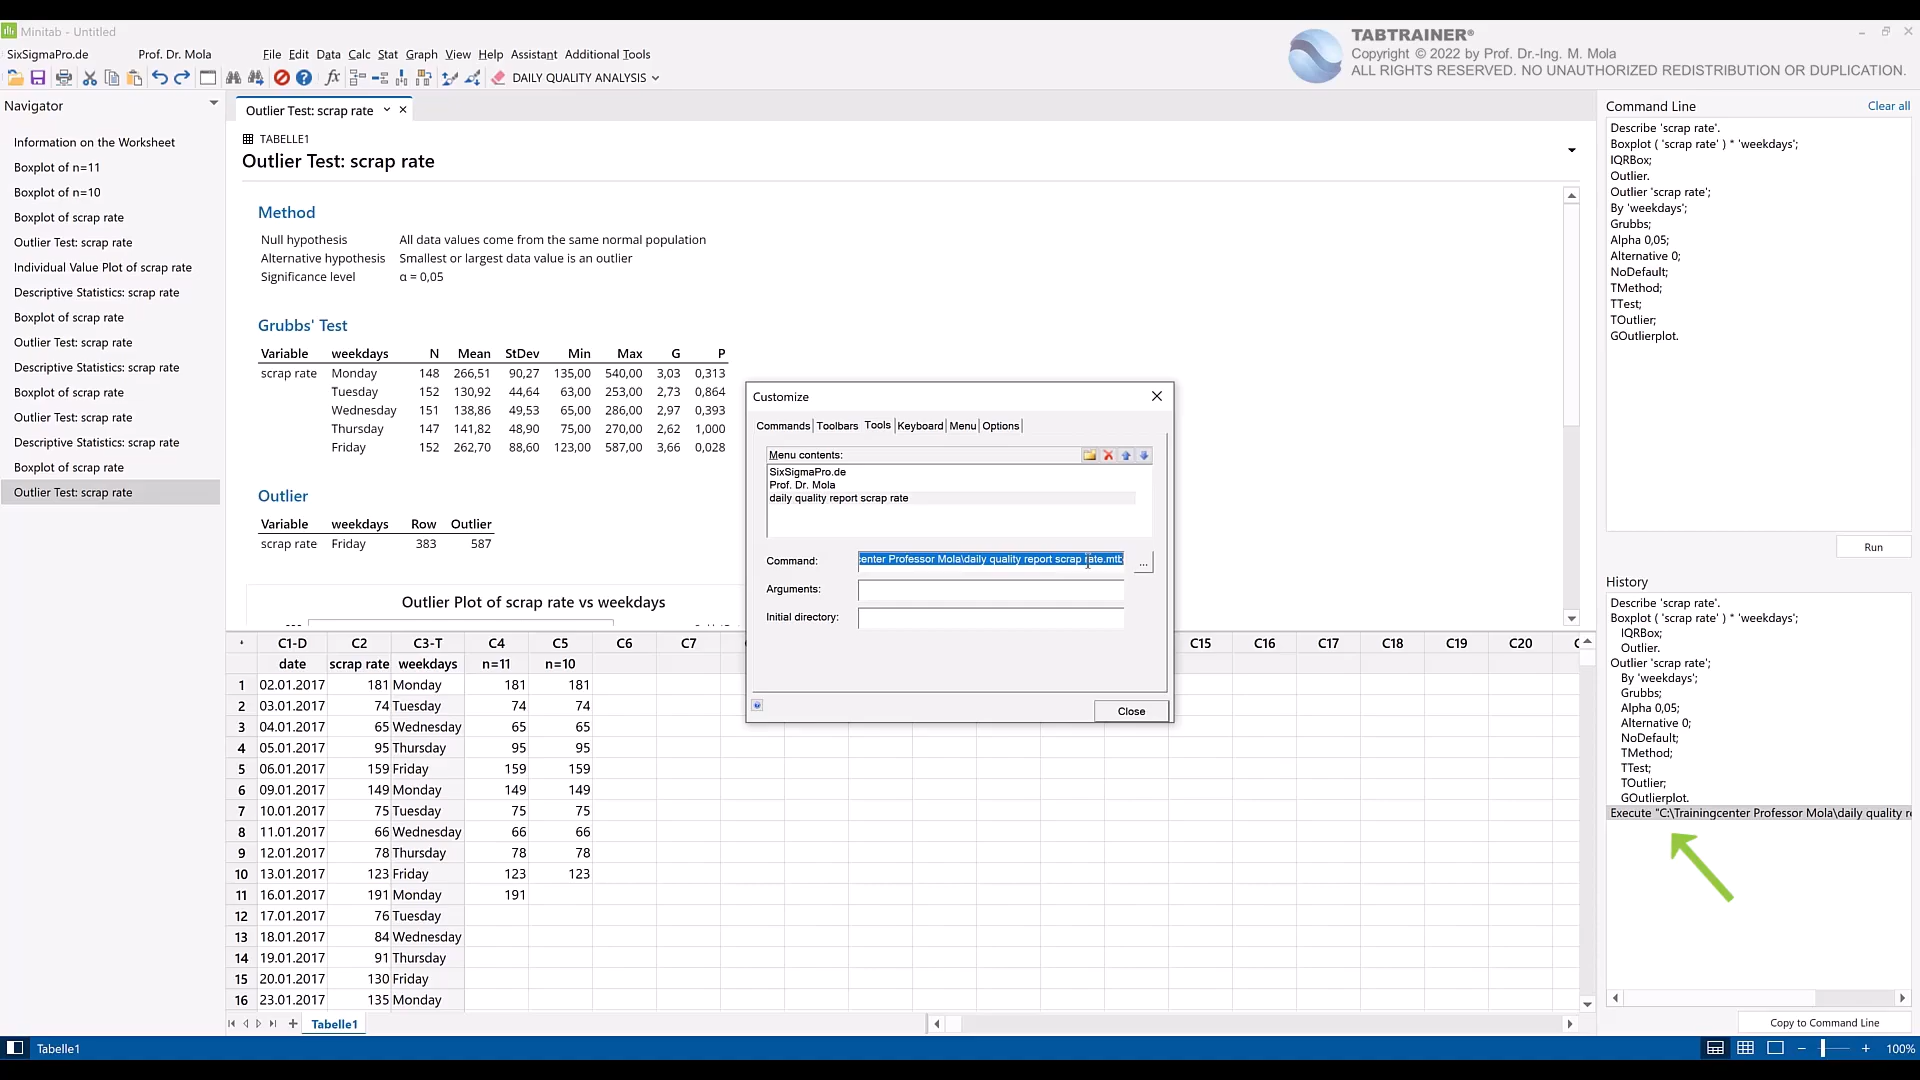 Minitab - Untitled
SixSigmaPro.de Prof. Dr. Mola File Edit Data Calc Stat Graph View Help Assistant Additional Tools
DAILY QUALITY ANALYSIS
TABTRAINER®
Copyright © 2022 by Prof. Dr.-Ing. M. Mola
ALL RIGHTS RESERVED. NO UNAUTHORIZED REDISTRIBUTION OR DUPLICATION.
Navigator
Information on the Worksheet
Boxplot of n=11
Boxplot of n=10
Boxplot of scrap rate
Outlier Test: scrap rate
Individual Value Plot of scrap rate
Descriptive Statistics: scrap rate
Boxplot of scrap rate
Outlier Test: scrap rate
Descriptive Statistics: scrap rate
Boxplot of scrap rate
Outlier Test: scrap rate
Descriptive Statistics: scrap rate
Boxplot of scrap rate
Outlier Test: scrap rate
Outlier Test: scrap rate
TABELLE1
Outlier Test: scrap rate
Method
Null hypothesis All data values come from the same normal population
Alternative hypothesis Smallest or largest data value is an outlier
Significance level α = 0,05
Grubbs' Test
Variable weekdays N Mean StDev Min Max G P
scrap rate Monday 148 266,51 90,27 135,00 540,00 3,03 0,313
Tuesday 152 130,92 44,64 63,00 253,00 2,73 0,864
Wednesday 151 138,86 49,53 65,00 286,00 2,97 0,393
Thursday 147 141,82 48,90 75,00 270,00 2,62 1,000
Friday 152 262,70 88,60 123,00 587,00 3,66 0,028
Outlier
Variable weekdays Row Outlier
scrap rate Friday 383 587
Outlier Plot of scrap rate vs weekdays
Customize
Commands Toolbars Tools Keyboard Menu Options
Menu contents:
SixSigmaPro.de
Prof. Dr. Mola
daily quality report scrap rate
Command: center Professor Mola\daily quality report scrap rate.mtb
...
Arguments:
Initial directory:
Close
C1-D C2 C3-T C4 C5 C6 C7 C15 C16 C17 C18 C19 C20
date scrap rate weekdays n=11 n=10
1 02.01.2017 181 Monday 181 181
2 03.01.2017 74 Tuesday 74 74
3 04.01.2017 65 Wednesday 65 65
4 05.01.2017 95 Thursday 95 95
5 06.01.2017 159 Friday 159 159
6 09.01.2017 149 Monday 149 149
7 10.01.2017 75 Tuesday 75 75
8 11.01.2017 66 Wednesday 66 66
9 12.01.2017 78 Thursday 78 78
10 13.01.2017 123 Friday 123 123
11 16.01.2017 191 Monday 191
12 17.01.2017 76 Tuesday
13 18.01.2017 84 Wednesday
14 19.01.2017 91 Thursday
15 20.01.2017 130 Friday
16 23.01.2017 135 Monday
Tabelle1
Command Line Clear all
Describe 'scrap rate'.
Boxplot ( 'scrap rate' ) * 'weekdays';
IQRBox;
Outlier.
Outlier 'scrap rate';
By 'weekdays';
Grubbs;
Alpha 0,05;
Alternative 0;
NoDefault;
TMethod;
TTest;
TOutlier;
GOutlierplot.
Run
History
Describe 'scrap rate'.
Boxplot ( 'scrap rate' ) * 'weekdays';
IQRBox;
Outlier.
Outlier 'scrap rate';
By 'weekdays';
Grubbs;
Alpha 0,05;
Alternative 0;
NoDefault;
TMethod;
TTest;
TOutlier;
GOutlierplot.
Execute "C:\Trainingcenter Professor Mola\daily quality re
Copy to Command Line
Tabelle1
100%